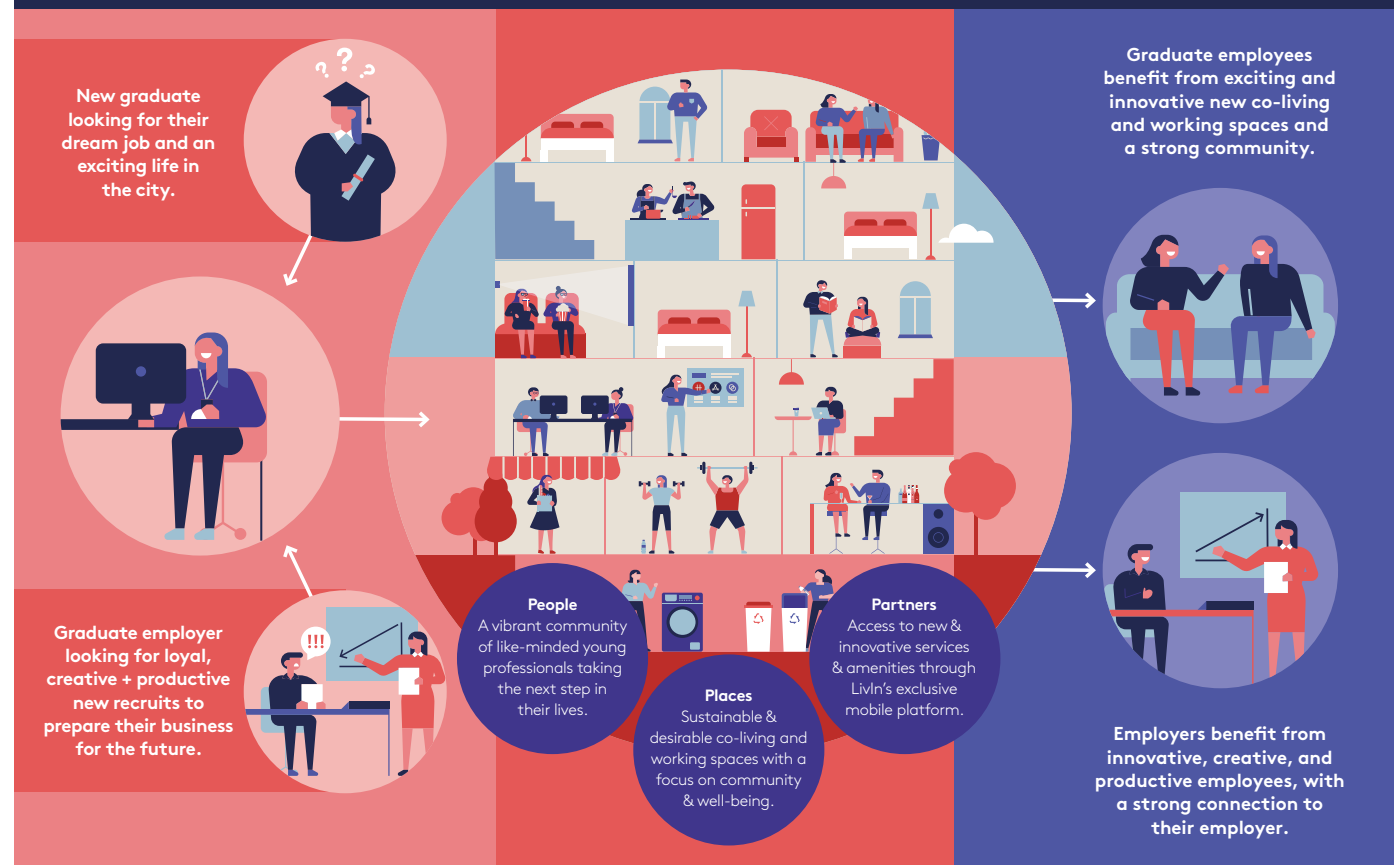 New graduate
looking for their
dream job and an
exciting life in
the city.
? ? ?
Graduate employer
looking for loyal,
creative + productive
new recruits to
prepare their business
for the future.
!!!
People
A vibrant community
of like-minded young
professionals taking
the next step in
their lives.
Places
Sustainable &
desirable co-living and
working spaces with a
focus on community
& well-being.
Partners
Access to new &
innovative services
& amenities through
LivIn's exclusive
mobile platform.
Graduate employees
benefit from exciting and
innovative new co-living
and working spaces and
a strong community.
Employers benefit from
innovative, creative, and
productive employees, with
a strong connection to
their employer.